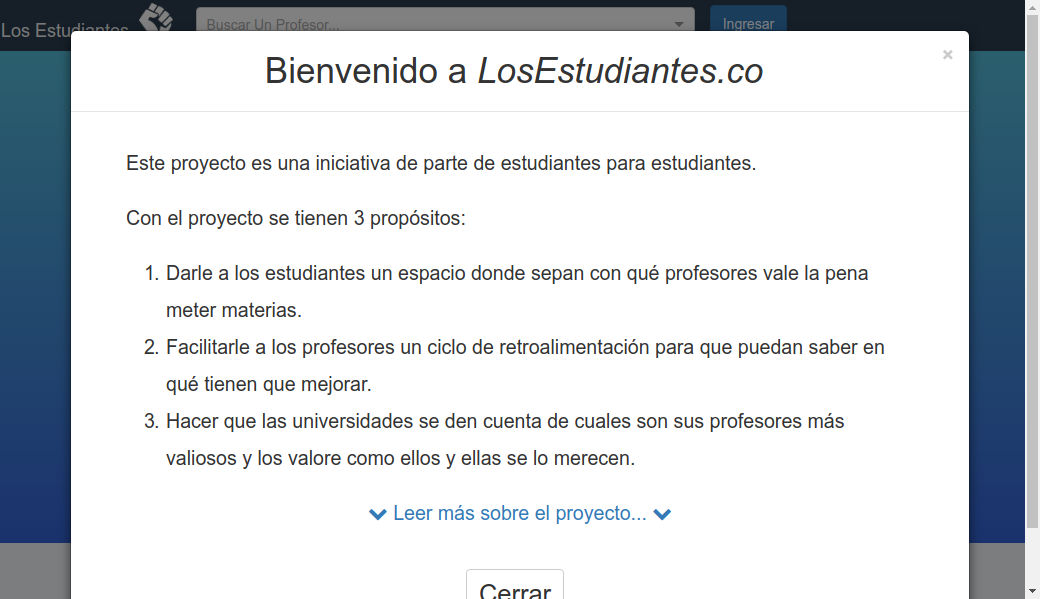 Los Estudiantes
Buscar Un Profesor...
Ingresar
×
Bienvenido a LosEstudiantes.co
Este proyecto es una iniciativa de parte de estudiantes para estudiantes.
Con el proyecto se tienen 3 propósitos:
1. Darle a los estudiantes un espacio donde sepan con qué profesores vale la pena
meter materias.
2. Facilitarle a los profesores un ciclo de retroalimentación para que puedan saber en
qué tienen que mejorar.
3. Hacer que las universidades se den cuenta de cuales son sus profesores más
valiosos y los valore como ellos y ellas se lo merecen.
Leer más sobre el proyecto...
Cerrar